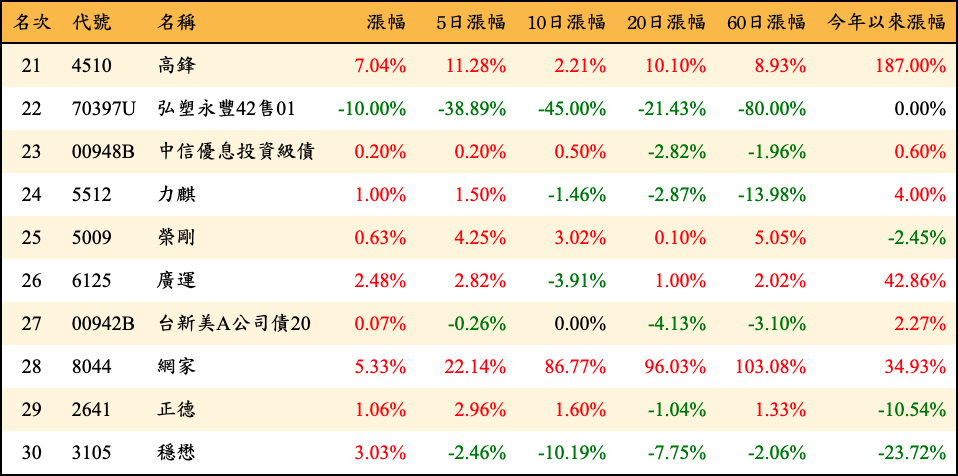 名次 代號 名稱 漲幅 5日漲幅 10日漲幅 20日漲幅 60日漲幅 今年以來漲幅
21 4510 高鋒 7.04% 11.28% 2.21% 10.10% 8.93% 187.00%
22 70397U 弘塑永豐42售01 -10.00% -38.89% -45.00% -21.43% -80.00% 0.00%
23 00948B 中信優息投資級債 0.20% 0.20% 0.50% -2.82% -1.96% 0.60%
24 5512 力麒 1.00% 1.50% -1.46% -2.87% -13.98% 4.00%
25 5009 榮剛 0.63% 4.25% 3.02% 0.10% 5.05% -2.45%
26 6125 廣運 2.48% 2.82% -3.91% 1.00% 2.02% 42.86%
27 00942B 台新美A公司債20 0.07% -0.26% 0.00% -4.13% -3.10% 2.27%
28 8044 網家 5.33% 22.14% 86.77% 96.03% 103.08% 34.93%
29 2641 正德 1.06% 2.96% 1.60% -1.04% 1.33% -10.54%
30 3105 穩懋 3.03% -2.46% -10.19% -7.75% -2.06% -23.72%